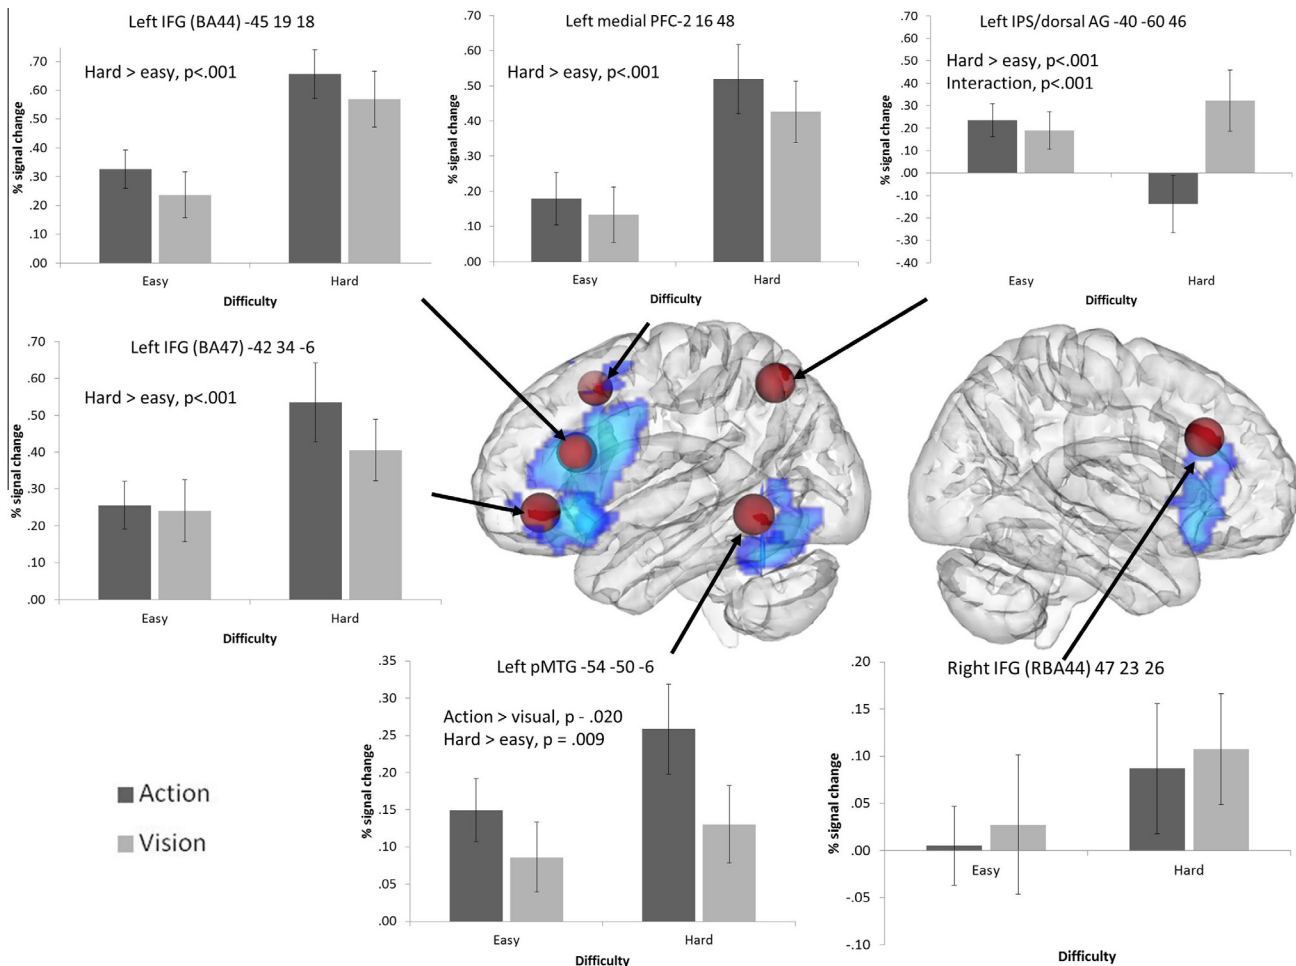 Left IFG (BA44) -45 19 18
Hard > easy, p<.001
% signal change
.70
.60
.50
.40
.30
.20
.10
.00
Easy
Hard
Difficulty
Left medial PFC-2 16 48
Hard > easy, p<.001
% signal change
.70
.60
.50
.40
.30
.20
.10
.00
Easy
Hard
Difficulty
Left IPS/dorsal AG -40 -60 46
Hard > easy, p<.001
Interaction, p<.001
% signal change
.70
.60
.50
.40
.30
.20
.10
.00
-.10
-.20
-.30
-.40
Easy
Hard
Difficulty
Left IFG (BA47) -42 34 -6
Hard > easy, p<.001
% signal change
.70
.60
.50
.40
.30
.20
.10
.00
Easy
Hard
Difficulty
Left pMTG -54 -50 -6
Action > visual, p - .020
Hard > easy, p = .009
% signal change
.35
.30
.25
.20
.15
.10
.05
.00
Easy
Hard
Difficulty
Right IFG (RBA44) 47 23 26
% signal change
.20
.15
.10
.05
.00
-.05
-.10
Easy
Hard
Difficulty
Action
Vision